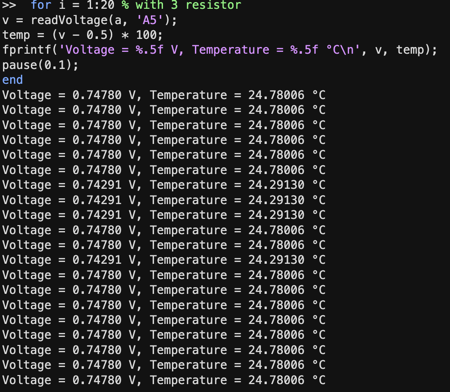 >>  for i = 1:20 % with 3 resistor
v = readVoltage(a, 'A5');
temp = (v - 0.5) * 100;
fprintf('Voltage = %.5f V, Temperature = %.5f °C\n', v, temp);
pause(0.1);
end
Voltage = 0.74780 V, Temperature = 24.78006 °C
Voltage = 0.74780 V, Temperature = 24.78006 °C
Voltage = 0.74780 V, Temperature = 24.78006 °C
Voltage = 0.74780 V, Temperature = 24.78006 °C
Voltage = 0.74780 V, Temperature = 24.78006 °C
Voltage = 0.74780 V, Temperature = 24.78006 °C
Voltage = 0.74291 V, Temperature = 24.29130 °C
Voltage = 0.74291 V, Temperature = 24.29130 °C
Voltage = 0.74291 V, Temperature = 24.29130 °C
Voltage = 0.74780 V, Temperature = 24.78006 °C
Voltage = 0.74780 V, Temperature = 24.78006 °C
Voltage = 0.74291 V, Temperature = 24.29130 °C
Voltage = 0.74780 V, Temperature = 24.78006 °C
Voltage = 0.74780 V, Temperature = 24.78006 °C
Voltage = 0.74780 V, Temperature = 24.78006 °C
Voltage = 0.74780 V, Temperature = 24.78006 °C
Voltage = 0.74780 V, Temperature = 24.78006 °C
Voltage = 0.74780 V, Temperature = 24.78006 °C
Voltage = 0.74780 V, Temperature = 24.78006 °C
Voltage = 0.74780 V, Temperature = 24.78006 °C